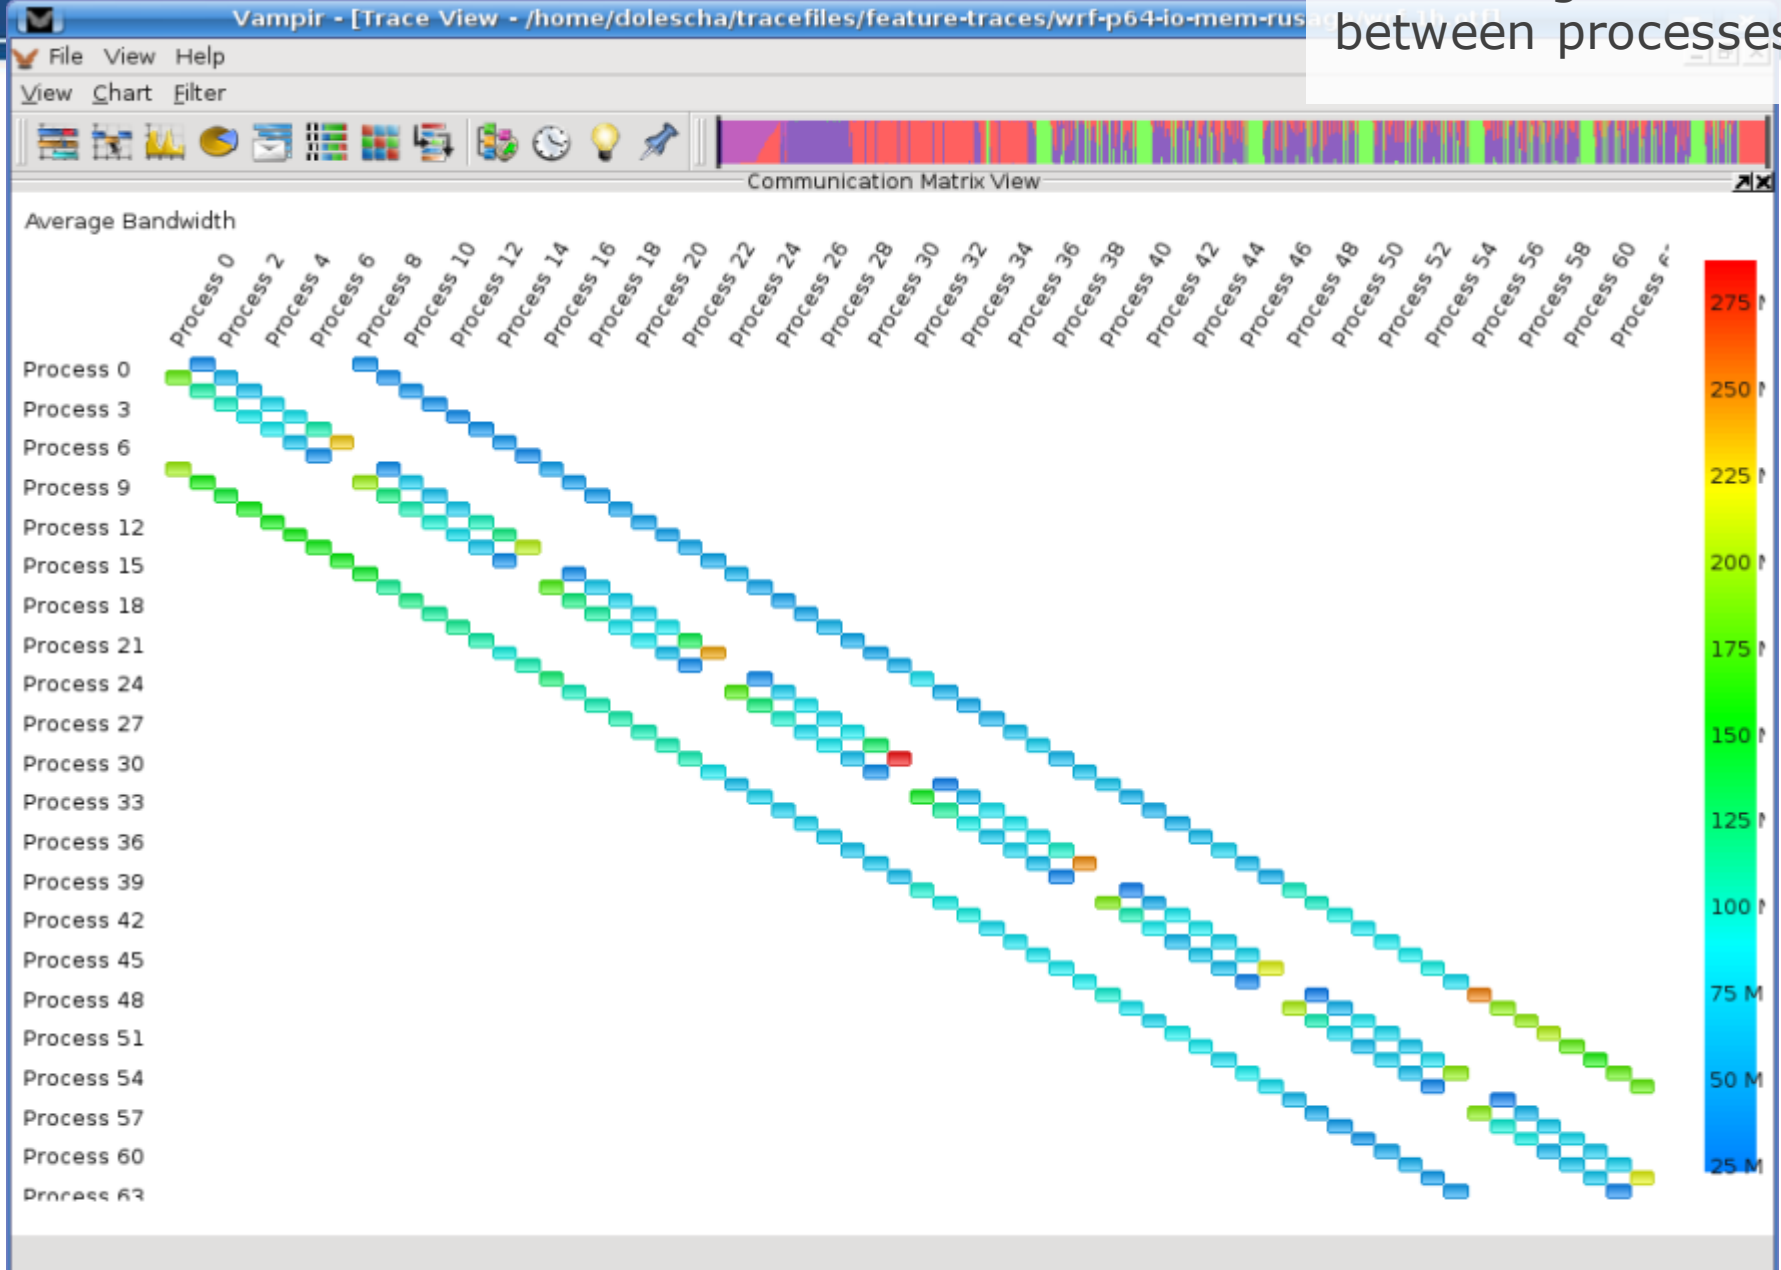 Vampir - [Trace View - /home/dolescha/tracefiles/feature-traces/wrf-p64-io-mem-rusage/wrf-1h.otf]
between processes
File View Help
View Chart Filter
Communication Matrix View
Average Bandwidth
Process 0
Process 2
Process 4
Process 6
Process 8
Process 10
Process 12
Process 14
Process 16
Process 18
Process 20
Process 22
Process 24
Process 26
Process 28
Process 30
Process 32
Process 34
Process 36
Process 38
Process 40
Process 42
Process 44
Process 46
Process 48
Process 50
Process 52
Process 54
Process 56
Process 58
Process 60
Process
Process 0
Process 3
Process 6
Process 9
Process 12
Process 15
Process 18
Process 21
Process 24
Process 27
Process 30
Process 33
Process 36
Process 39
Process 42
Process 45
Process 48
Process 51
Process 54
Process 57
Process 60
Process 63
275
250
225
200
175
150
125
100
75 M
50 M
25 M